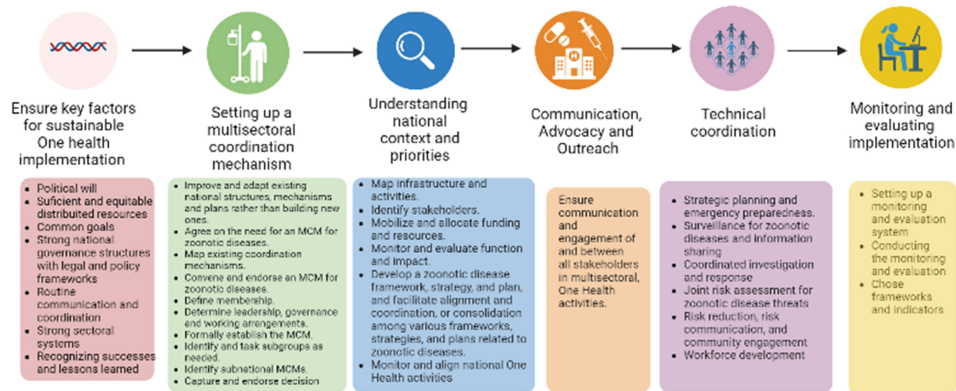 Ensure key factors
for sustainable
One health
implementation
Setting up a
multisectoral
coordination
mechanism
Understanding
national
context and
priorities
Communication,
Advocacy and
Outreach
Technical
coordination
Monitoring and
evaluating
implementation
• Political will
• Suficient and equitable
distribuited resources
• Common goals
• Strong national
governance structures
with legal and policy
frameworks
• Routine
communication and
coordination
• Strong sectoral
systems
• Recognizing successes
and lessons learned
• Improve and adapt existing
national structures, mechanisms
and plans rather than building new
ones.
• Agree on the need for an MCM for
zoonotic diseases.
• Map existing coordination
mechanisms.
• Convene and endorse an MCM for
zoonotic diseases.
• Define membership.
• Determine leadership, governance
and working arrangements.
• Formally establish the MCM.
• Identify and task subgroups as
needed.
• Identify subnational MCMs.
• Capture and endorse decision
• Map infrastructure and
activities.
• Identify stakeholders.
• Mobilize and allocate funding
and resources.
• Monitor and evaluate function
and impact.
• Develop a zoonotic disease
framework, strategy, and plan,
and facilitate alignment and
coordination, or consolidation
among various frameworks,
strategies, and plans related to
zoonotic diseases.
• Monitor and align national One
Health activities
Ensure
communication
and
engagement of
and between
all stakeholders
in multisectoral,
One Health
activities.
• Strategic planning and
emergency preparedness.
• Surveillance for zoonotic
diseases and information
sharing
• Coordinated investigation
and response
• Joint risk assessment for
zoonotic disease threats
• Risk reduction, risk
communication, and
community engagement
• Workforce development
• Setting up a
monitoring and
evaluation
system
• Conducting
the monitoring
and evaluation
• Chose
frameworks
and indicators